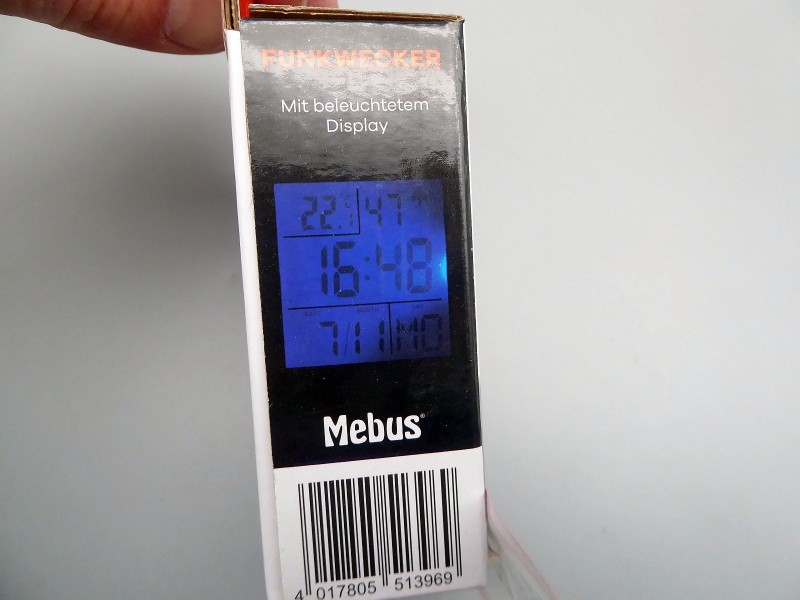 FUNKWECKER
Mit beleuchtetem
Display
22.1 47
16:48
7/11 MO
Mebus®
4 017805 513969